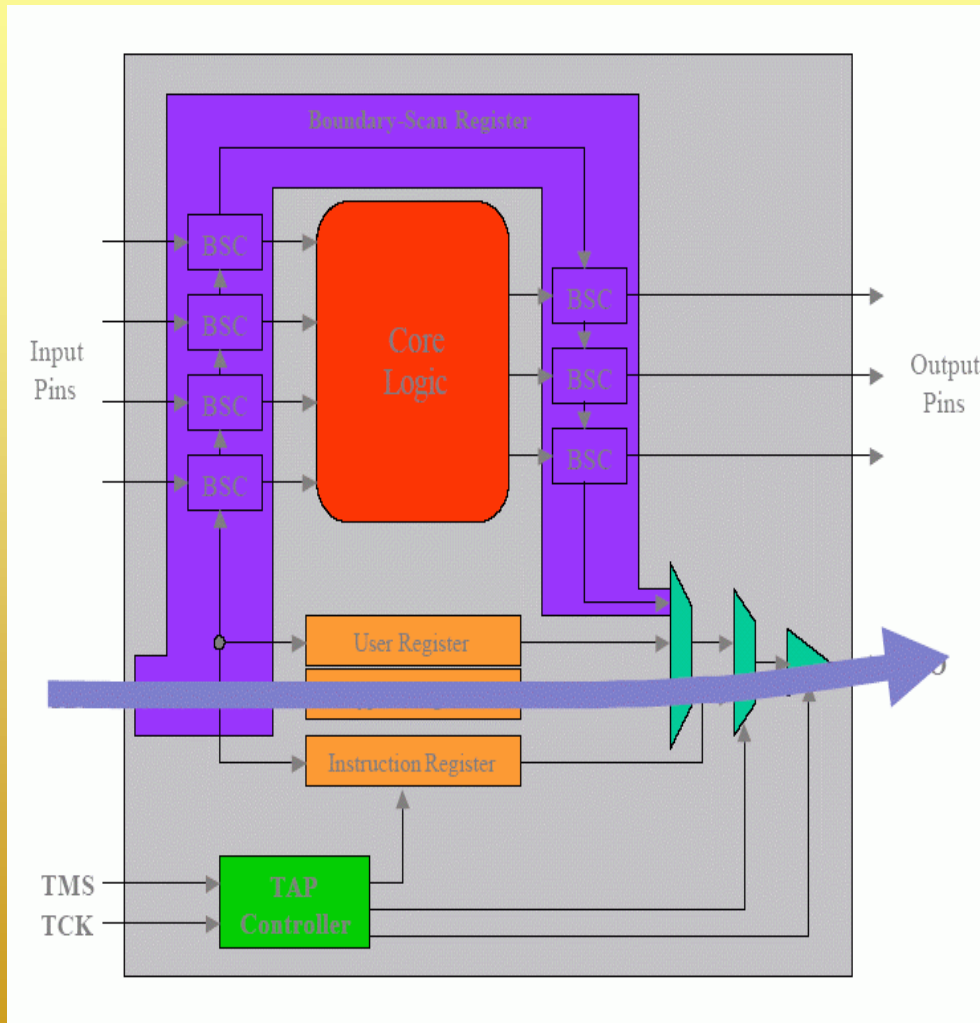 Boundary-Scan Register
BSC
BSC
BSC
BSC
BSC
BSC
BSC
Core
Logic
Input
Pins
Output
Pins
User Register
Instruction Register
TMS
TCK
TAP
Controller